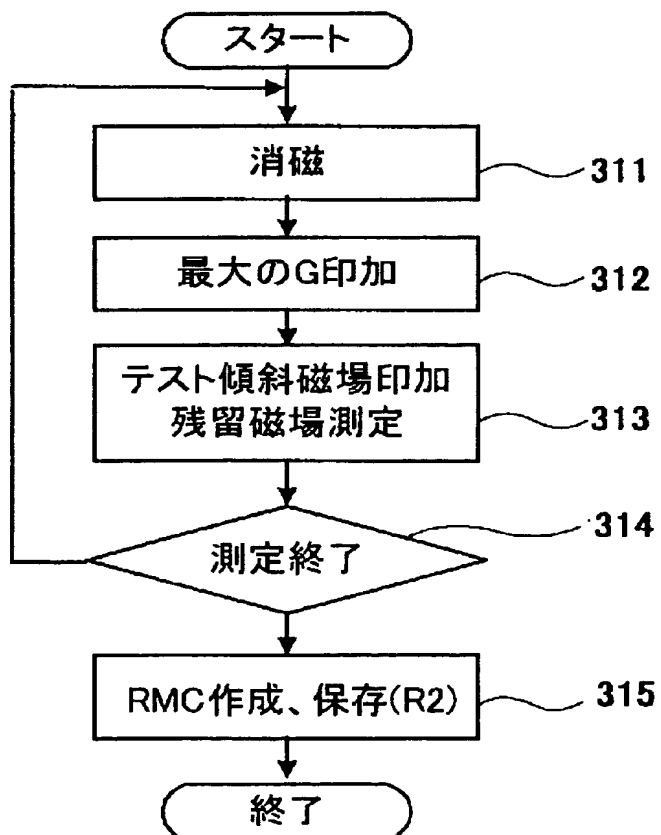 スタート
消磁
311
最大のG印加
312
テスト傾斜磁場印加
残留磁場測定
313
314
測定終了
RMC作成、保存(R2)
315
終了